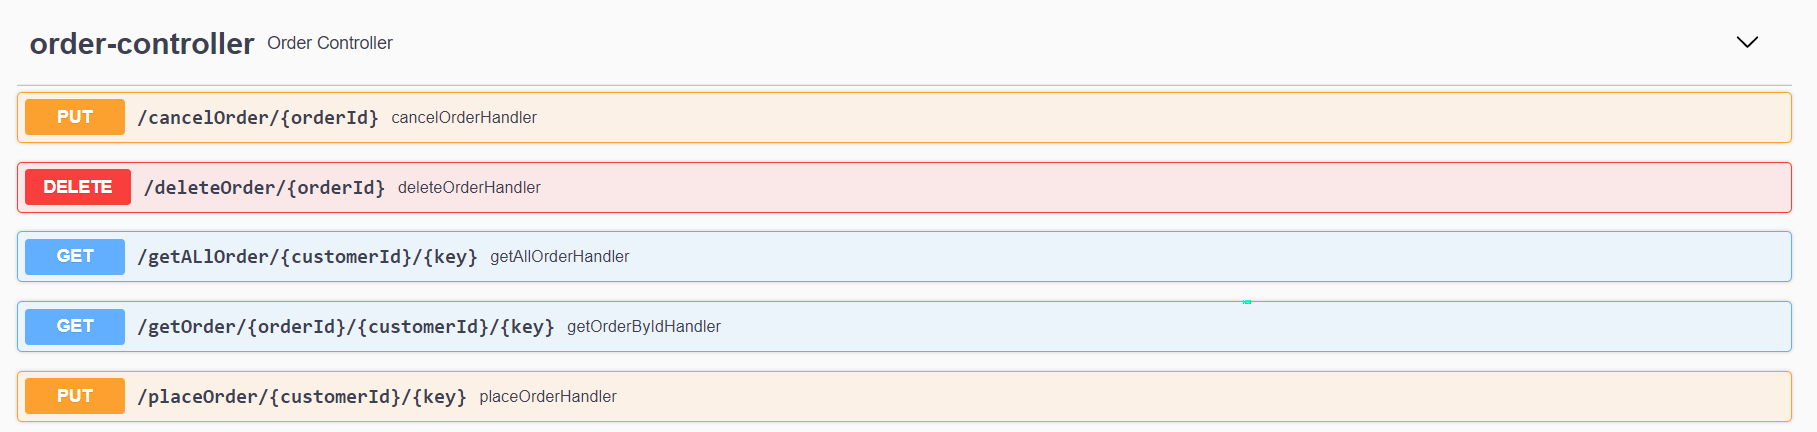 order-controller Order Controller
PUT /cancelOrder/{orderId} cancelOrderHandler
DELETE /deleteOrder/{orderId} deleteOrderHandler
GET /getALlOrder/{customerId}/{key} getAllOrderHandler
GET /getOrder/{orderId}/{customerId}/{key} getOrderByIdHandler
PUT /placeOrder/{customerId}/{key} placeOrderHandler